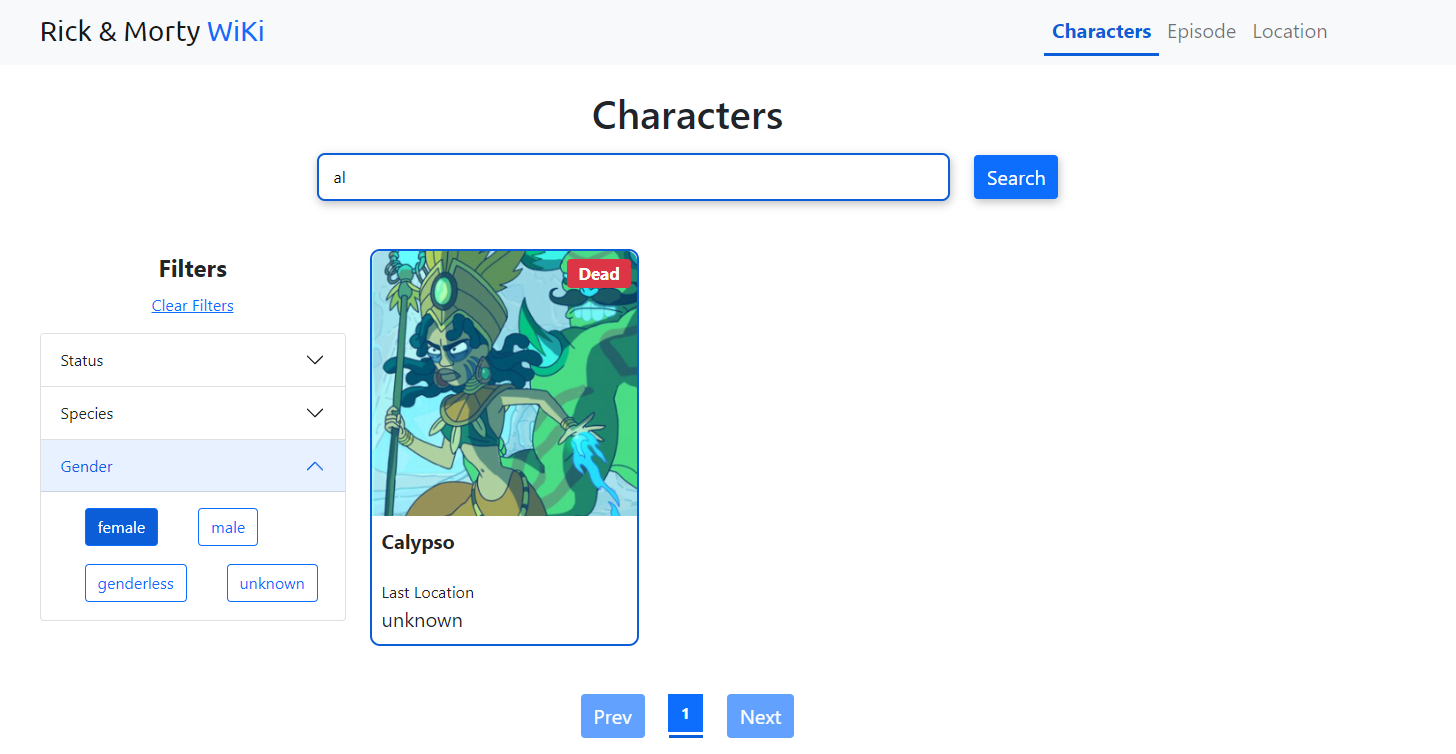 Rick & Morty WiKi
Characters Episode Location
Characters
al
Search
Filters
Clear Filters
Status
Species
Gender
female male
genderless unknown
Dead
Calypso
Last Location
unknown
Prev 1 Next